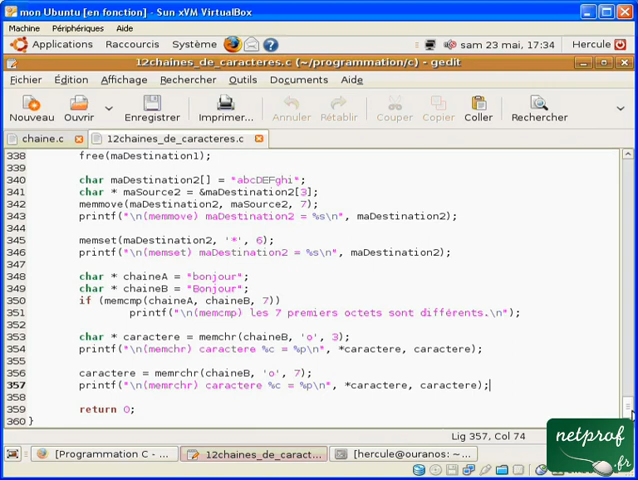 mon Ubuntu [en fonction] - Sun xVM VirtualBox
Machine Périphériques Aide
Applications Raccourcis Système sam 23 mai, 17:34 Hercule
12chaines_de_caracteres.c (~/programmation/c) - gedit
Fichier Édition Affichage Rechercher Outils Documents Aide
Nouveau Ouvrir Enregistrer Imprimer... Annuler Rétablir Couper Copier Coller Rechercher
chaine.c 12chaines_de_caracteres.c
338 free(maDestination1);
339
340 char maDestination2[] = "abcDEFghi";
341 char * maSource2 = &maDestination2[3];
342 memmove(maDestination2, maSource2, 7);
343 printf("\n(memmove) maDestination2 = %s\n", maDestination2);
344
345 memset(maDestination2, '*', 6);
346 printf("\n(memset) maDestination2 = %s\n", maDestination2);
347
348 char * chaineA = "bonjour";
349 char * chaineB = "Bonjour";
350 if (memcmp(chaineA, chaineB, 7))
351 printf("\n(memcmp) les 7 premiers octets sont différents.\n");
352
353 char * caractere = memchr(chaineB, 'o', 3);
354 printf("\n(memchr) caractere %c = %p\n", *caractere, caractere);
355
356 caractere = memrchr(chaineB, 'o', 7);
357 printf("\n(memrchr) caractere %c = %p\n", *caractere, caractere);
358
359 return 0;
360 }
Lig 357, Col 74
[Programmation C - ... 12chaines_de_caract... [hercule@ouranos: ~...
netprof
.fr